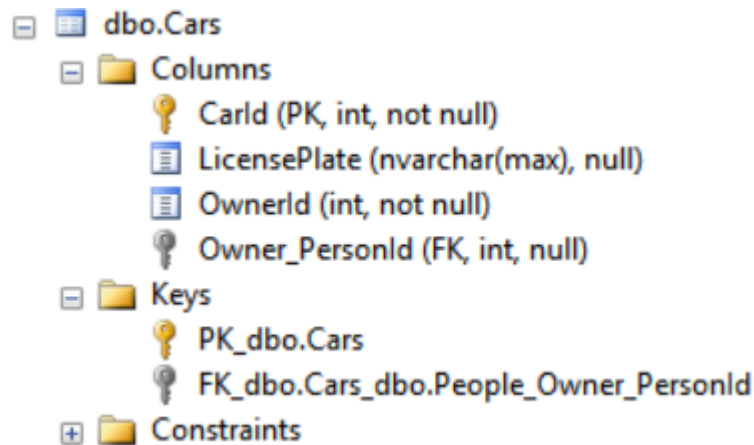 dbo.Cars
Columns
CarId (PK, int, not null)
LicensePlate (nvarchar(max), null)
OwnerId (int, not null)
Owner_PersonId (FK, int, null)
Keys
PK_dbo.Cars
FK_dbo.Cars_dbo.People_Owner_PersonId
Constraints